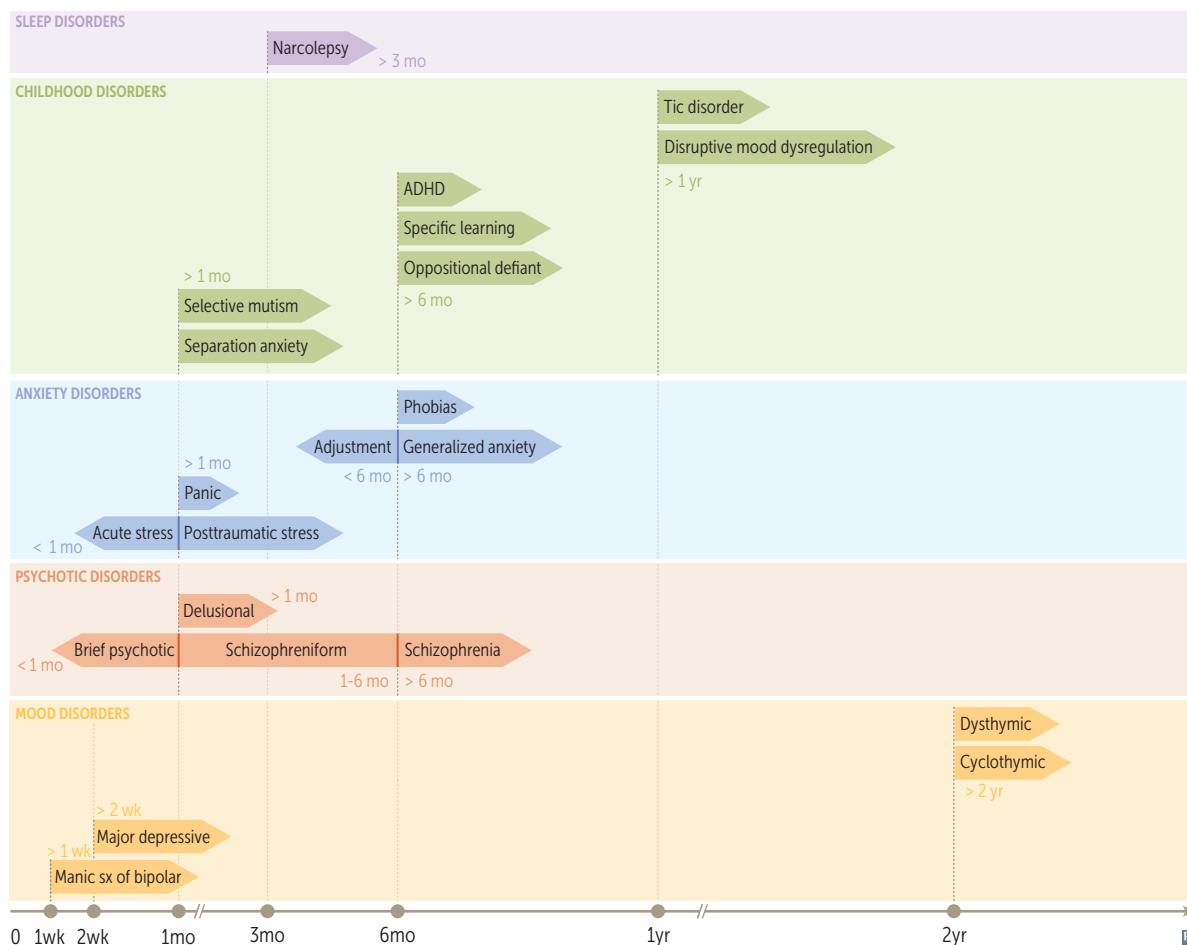 SLEEP DISORDERS
Narcolepsy
> 3 mo
CHILDHOOD DISORDERS
Tic disorder
Disruptive mood dysregulation
> 1 yr
ADHD
Specific learning
Oppositional defiant
> 6 mo
> 1 mo
Selective mutism
Separation anxiety
ANXIETY DISORDERS
Phobias
Adjustment Generalized anxiety
< 6 mo > 6 mo
> 1 mo
Panic
Acute stress Posttraumatic stress
< 1 mo
PSYCHOTIC DISORDERS
> 1 mo
Delusional
Brief psychotic Schizophreniform Schizophrenia
< 1 mo
1-6 mo > 6 mo
MOOD DISORDERS
Dysthymic
Cyclothymic
> 2 yr
> 2 wk
Major depressive
> 1 wk
Manic sx of bipolar
0 1wk 2wk 1mo 3mo 6mo 1yr 2yr